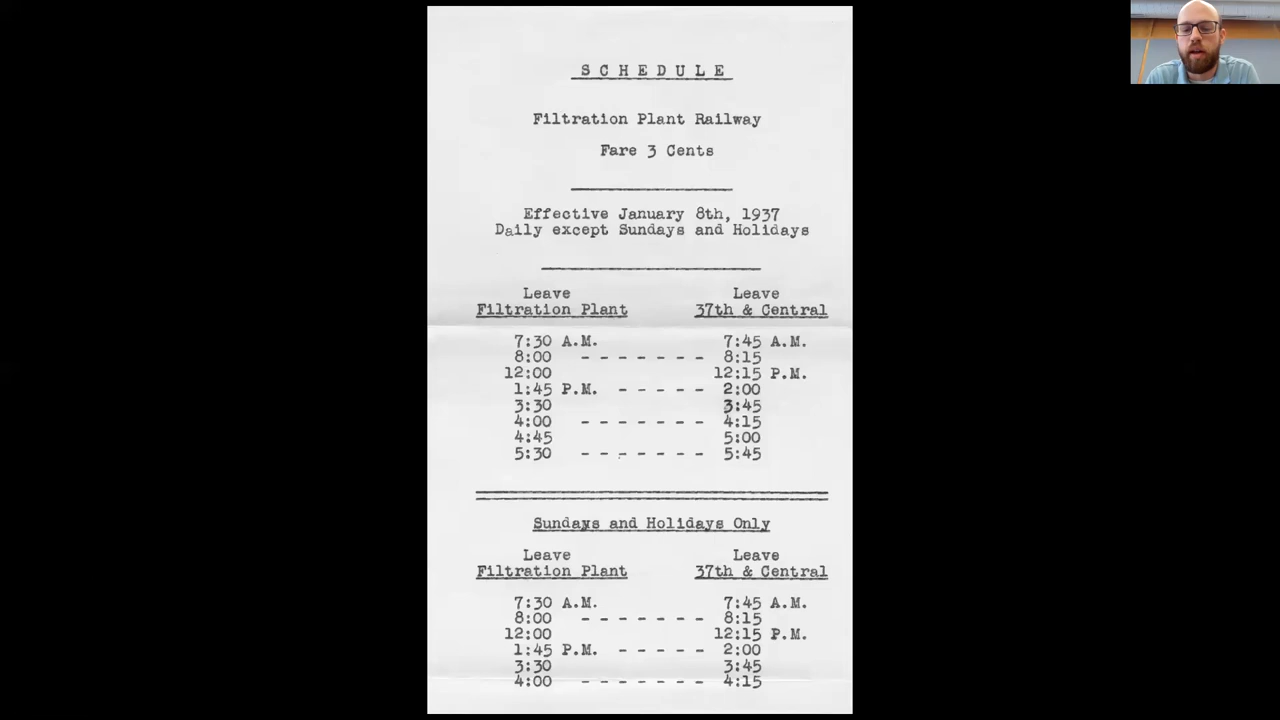 SCHEDULE
Filtration Plant Railway
Fare 3 Cents
Effective January 8th, 1937
Daily except Sundays and Holidays
Leave Leave
Filtration Plant 37th & Central
7:30 A.M. 7:45 A.M.
8:00 - - - - - - - 8:15
12:00 12:15 P.M.
1:45 P.M. - - - - - 2:00
3:30 3:45
4:00 - - - - - - - 4:15
4:45 5:00
5:30 - - - - - - - 5:45
Sundays and Holidays Only
Leave Leave
Filtration Plant 37th & Central
7:30 A.M. 7:45 A.M.
8:00 - - - - - - - 8:15
12:00 12:15 P.M.
1:45 P.M. - - - - - 2:00
3:30 3:45
4:00 - - - - - - - 4:15